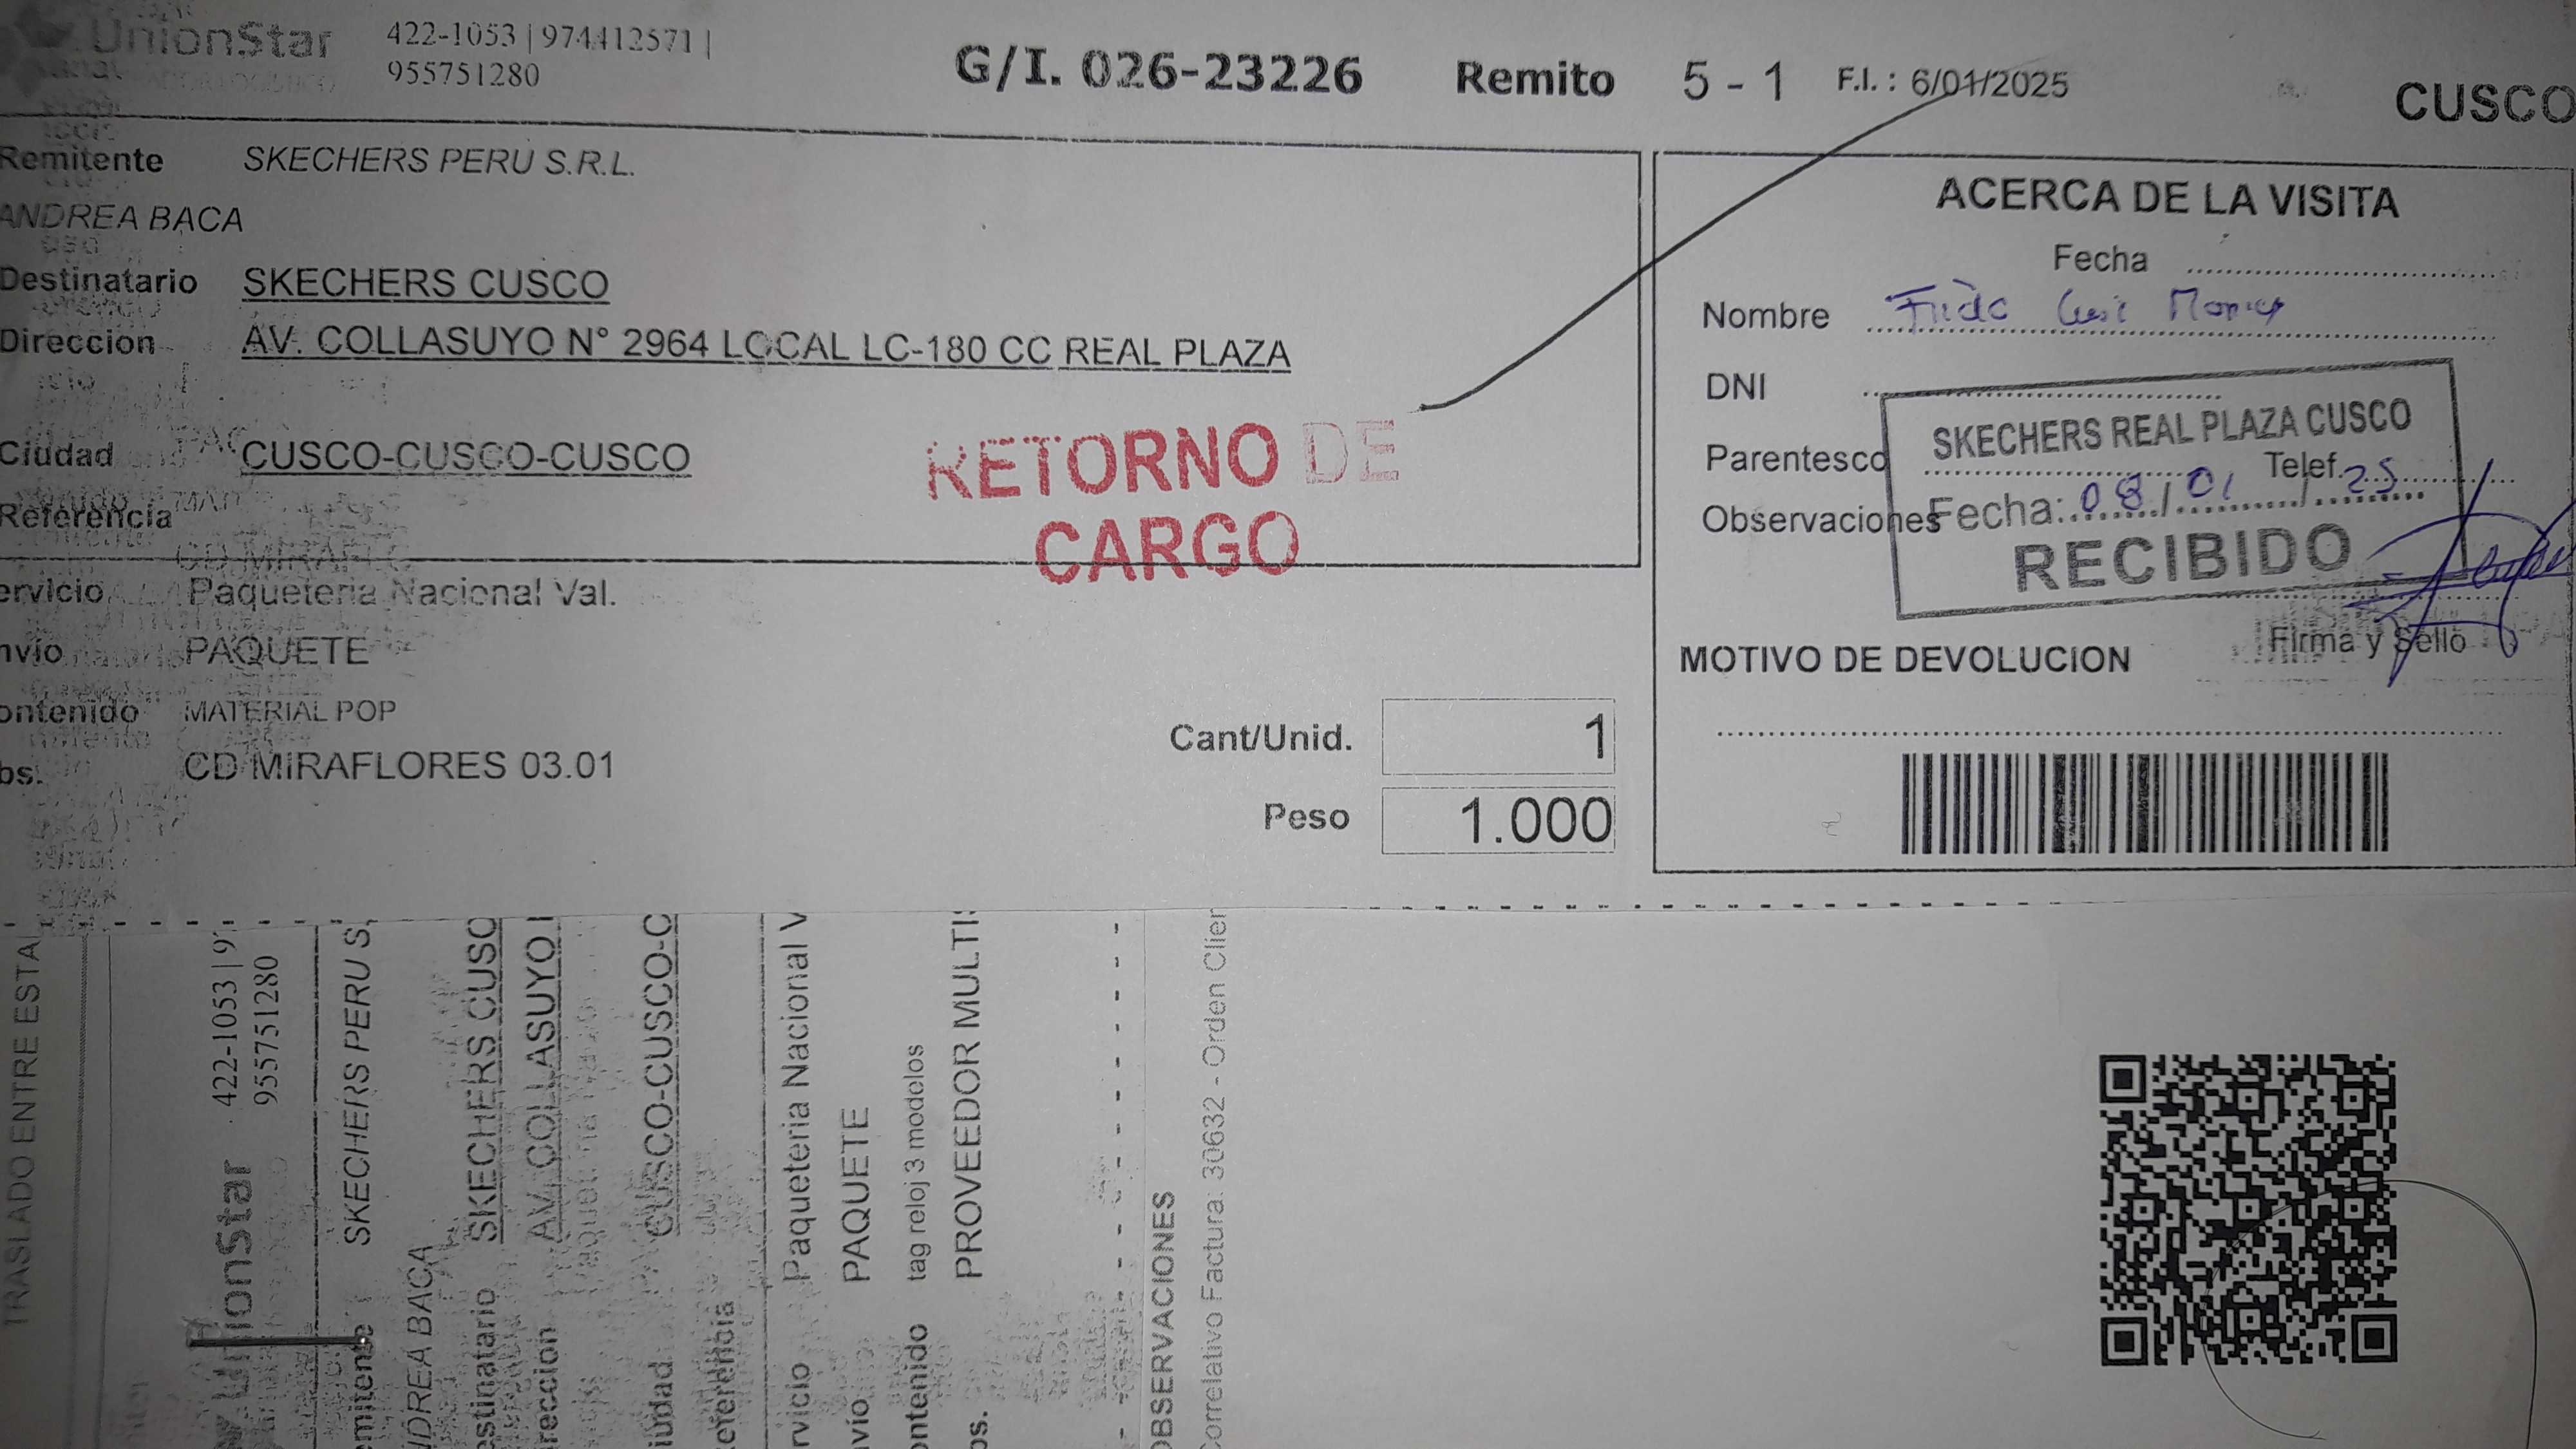 UnionStar
422-1053 | 974412571 |
955751280
G/I. 026-23226 Remito 5 - 1 F.I. : 6/01/2025
CUSCO
Remitente SKECHERS PERU S.R.L.
ANDREA BACA
Destinatario SKECHERS CUSCO
Direccion AV. COLLASUYO N° 2964 LOCAL LC-180 CC REAL PLAZA
Ciudad CUSCO-CUSCO-CUSCO
Referencia
RETORNO DE
CARGO
ervicio Paqueteria Nacional Val.
nvio PAQUETE
ontenido MATERIAL POP
bs. CD MIRAFLORES 03.01
Cant/Unid. 1
Peso 1.000
ACERCA DE LA VISITA
Fecha
Nombre
DNI
Parentesco
Telef.
Observaciones
SKECHERS REAL PLAZA CUSCO
Fecha: 08/01/25
RECIBIDO
Firma y Sello
MOTIVO DE DEVOLUCION
TRASLADO ENTRE ESTA
ionStar
422-1053 | 9
955751280
emitente SKECHERS PERU S
NDREA BACA
estinatario SKECHERS CUSC
ireccion AV. COLLASUYO
iudad CUSCO-CUSCO-C
eferencia
rvicio Paqueteria Nacional V
vío PAQUETE
ontenido tag reloj 3 modelos
bs. PROVEEDOR MULTI
OBSERVACIONES
Correlativo Factura: 30632 - Orden Clien